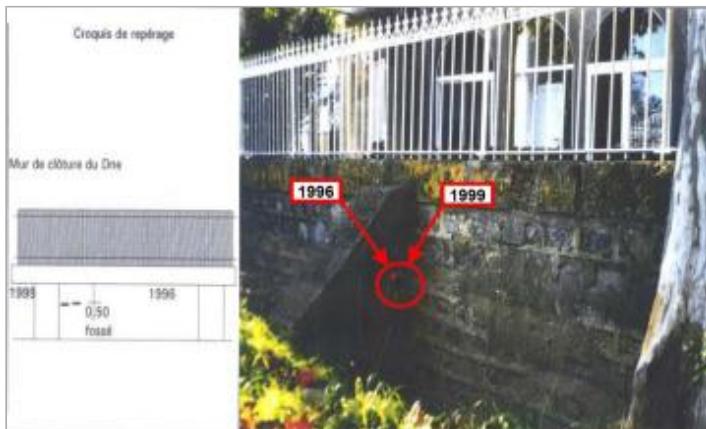 Croquis de repérage
Mur de clôture du Dne
1999
1996
0,50
fossil
1996
1999